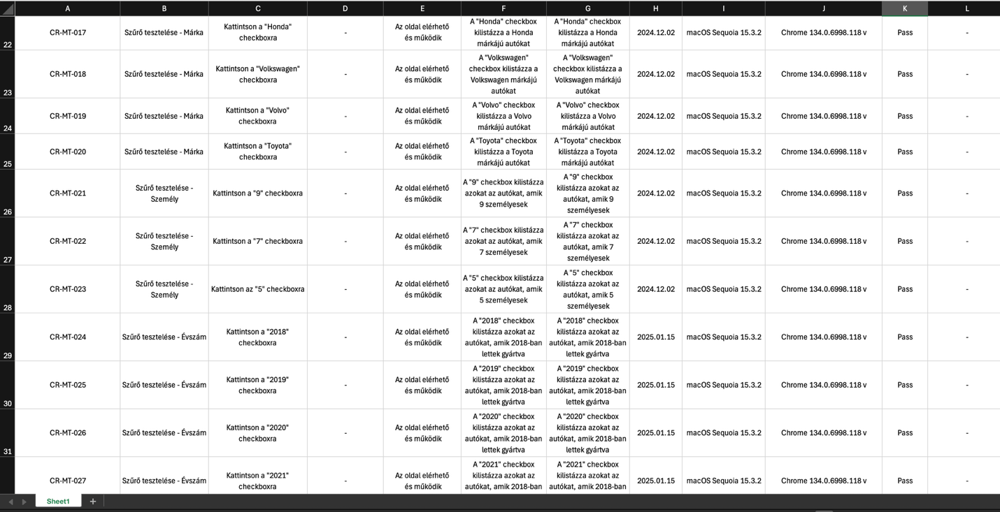 A B C D E F G H I J K L
22 CR-MT-017 Szűrő tesztelése - Márka Kattintson a "Honda" checkboxra - Az oldal elérhető és működik A "Honda" checkbox kilistázza a Honda márkájú autókat A "Honda" checkbox kilistázza a Honda márkájú autókat 2024.12.02 macOS Sequoia 15.3.2 Chrome 134.0.6998.118 v Pass -
23 CR-MT-018 Szűrő tesztelése - Márka Kattintson a "Volkswagen" checkboxra - Az oldal elérhető és működik A "Volkswagen" checkbox kilistázza a Volkswagen márkájú autókat A "Volkswagen" checkbox kilistázza a Volkswagen márkájú autókat 2024.12.02 macOS Sequoia 15.3.2 Chrome 134.0.6998.118 v Pass -
24 CR-MT-019 Szűrő tesztelése - Márka Kattintson a "Volvo" checkboxra - Az oldal elérhető és működik A "Volvo" checkbox kilistázza a Volvo márkájú autókat A "Volvo" checkbox kilistázza a Volvo márkájú autókat 2024.12.02 macOS Sequoia 15.3.2 Chrome 134.0.6998.118 v Pass -
25 CR-MT-020 Szűrő tesztelése - Márka Kattintson a "Toyota" checkboxra - Az oldal elérhető és működik A "Toyota" checkbox kilistázza a Toyota márkájú autókat A "Toyota" checkbox kilistázza a Toyota márkájú autókat 2024.12.02 macOS Sequoia 15.3.2 Chrome 134.0.6998.118 v Pass -
26 CR-MT-021 Szűrő tesztelése - Személy Kattintson a "9" checkboxra - Az oldal elérhető és működik A "9" checkbox kilistázza azokat az autókat, amik 9 személyesek A "9" checkbox kilistázza azokat az autókat, amik 9 személyesek 2024.12.02 macOS Sequoia 15.3.2 Chrome 134.0.6998.118 v Pass -
27 CR-MT-022 Szűrő tesztelése - Személy Kattintson a "7" checkboxra - Az oldal elérhető és működik A "7" checkbox kilistázza azokat az autókat, amik 7 személyesek A "7" checkbox kilistázza azokat az autókat, amik 7 személyesek 2024.12.02 macOS Sequoia 15.3.2 Chrome 134.0.6998.118 v Pass -
28 CR-MT-023 Szűrő tesztelése - Személy Kattintson az "5" checkboxra - Az oldal elérhető és működik A "5" checkbox kilistázza azokat az autókat, amik 5 személyesek A "5" checkbox kilistázza azokat az autókat, amik 5 személyesek 2024.12.02 macOS Sequoia 15.3.2 Chrome 134.0.6998.118 v Pass -
29 CR-MT-024 Szűrő tesztelése - Évszám Kattintson a "2018" checkboxra - Az oldal elérhető és működik A "2018" checkbox kilistázza azokat az autókat, amik 2018-ban lettek gyártva A "2018" checkbox kilistázza azokat az autókat, amik 2018-ban lettek gyártva 2025.01.15 macOS Sequoia 15.3.2 Chrome 134.0.6998.118 v Pass -
30 CR-MT-025 Szűrő tesztelése - Évszám Kattintson a "2019" checkboxra - Az oldal elérhető és működik A "2019" checkbox kilistázza azokat az autókat, amik 2018-ban lettek gyártva A "2019" checkbox kilistázza azokat az autókat, amik 2018-ban lettek gyártva 2025.01.15 macOS Sequoia 15.3.2 Chrome 134.0.6998.118 v Pass -
31 CR-MT-026 Szűrő tesztelése - Évszám Kattintson a "2020" checkboxra - Az oldal elérhető és működik A "2020" checkbox kilistázza azokat az autókat, amik 2018-ban lettek gyártva A "2020" checkbox kilistázza azokat az autókat, amik 2018-ban lettek gyártva 2025.01.15 macOS Sequoia 15.3.2 Chrome 134.0.6998.118 v Pass -
CR-MT-027 Szűrő tesztelése - Évszám Kattintson a "2021" checkboxra - Az oldal elérhető és működik A "2021" checkbox kilistázza azokat az autókat, amik 2018-ban A "2021" checkbox kilistázza azokat az autókat, amik 2018-ban 2025.01.15 macOS Sequoia 15.3.2 Chrome 134.0.6998.118 v Pass -
Sheet1 +